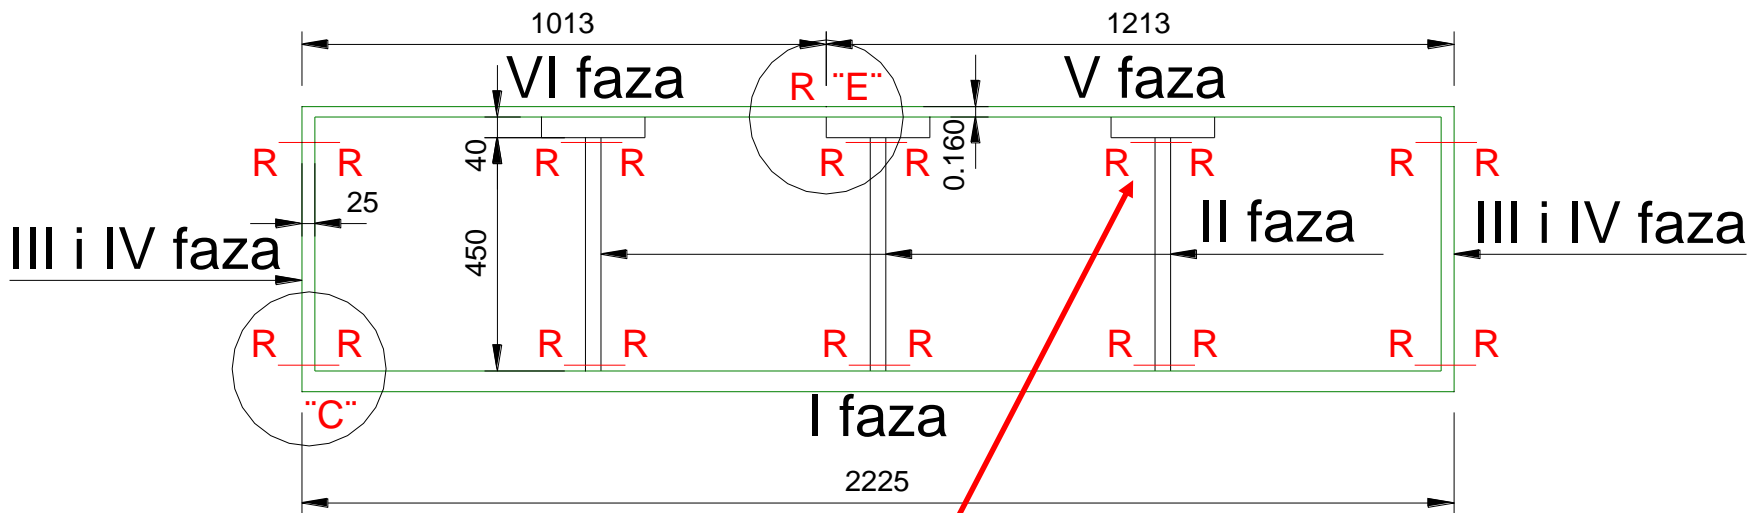 1013 1213
VI faza R ¨E¨ V faza
40 0.160
R R R R R R R R R R
25
III i IV faza 450 II faza III i IV faza
R R R R R R R R R R
¨C¨ I faza
2225